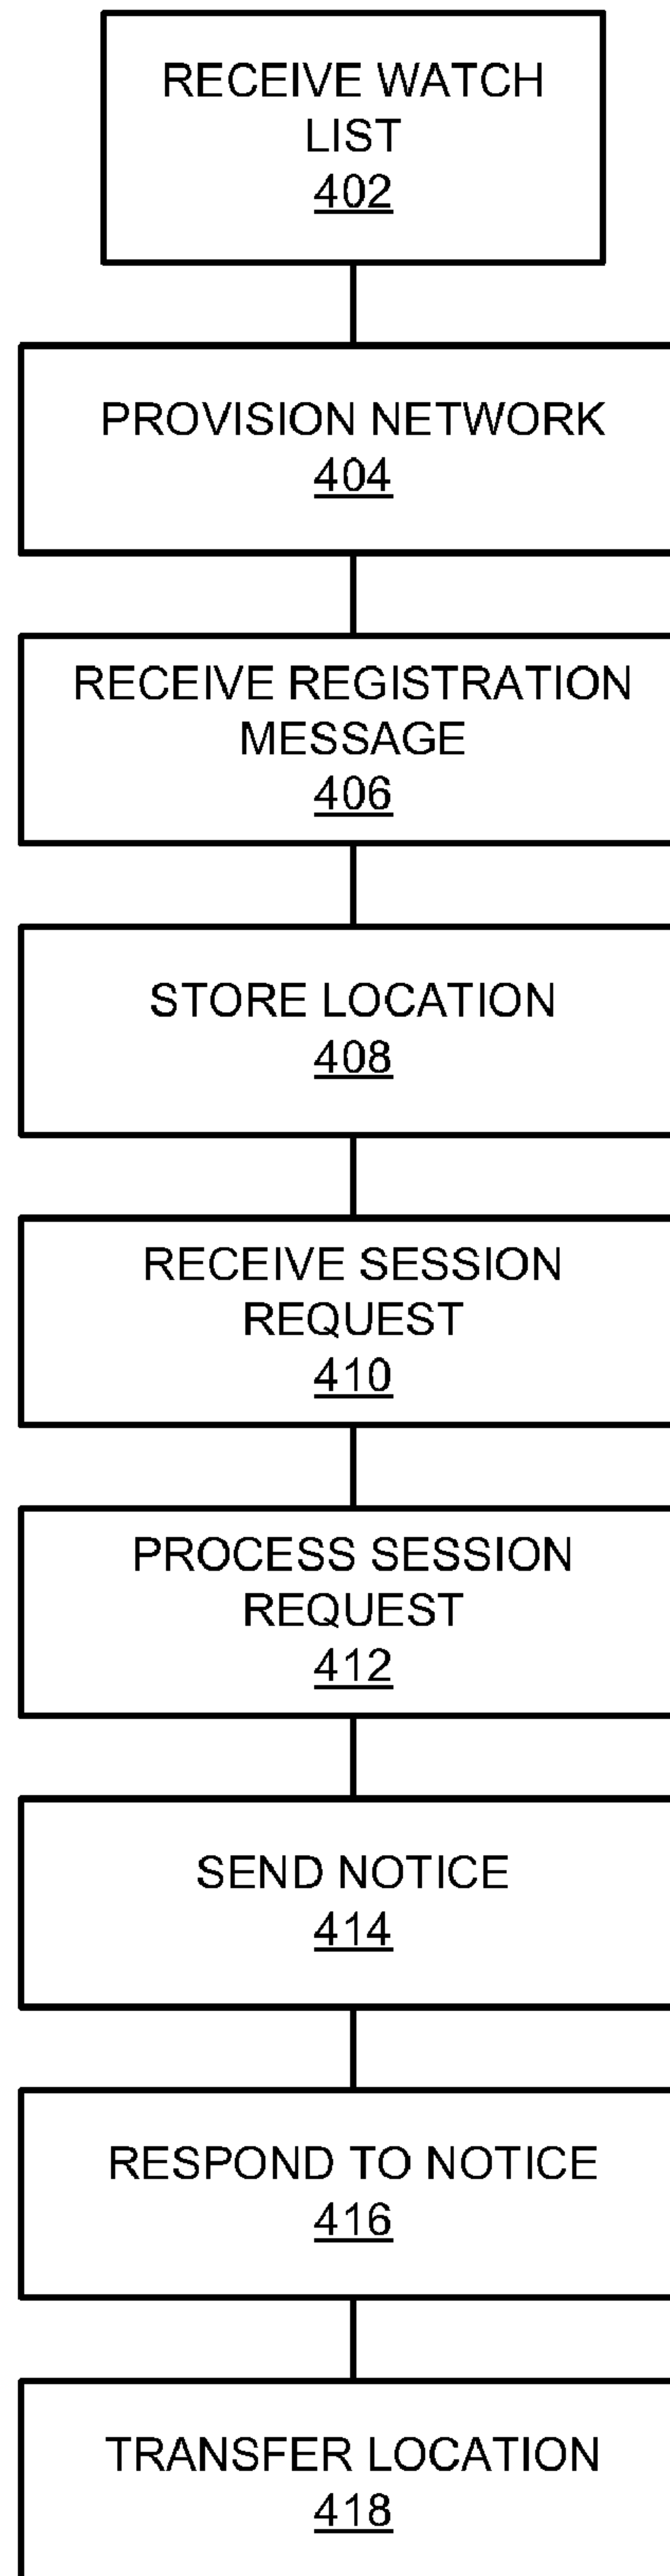 RECEIVE WATCH
LIST
402
PROVISION NETWORK
404
RECEIVE REGISTRATION
MESSAGE
406
STORE LOCATION
408
RECEIVE SESSION
REQUEST
410
PROCESS SESSION
REQUEST
412
SEND NOTICE
414
RESPOND TO NOTICE
416
TRANSFER LOCATION
418